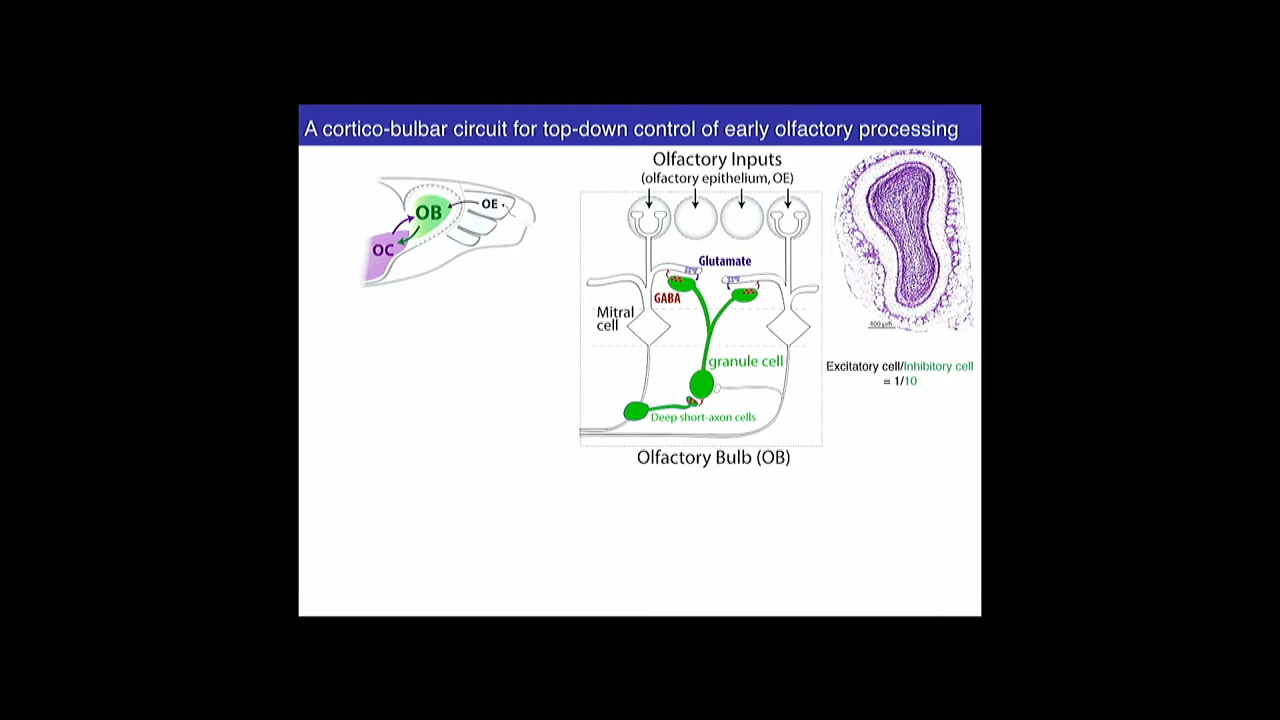 A cortico-bulbar circuit for top-down control of early olfactory processing
OB
OE
OC
Olfactory Inputs
(olfactory epithelium, OE)
Glutamate
GABA
Mitral
cell
granule cell
Deep short-axon cells
Olfactory Bulb (OB)
400 µm
Excitatory cell/Inhibitory cell
= 1/10